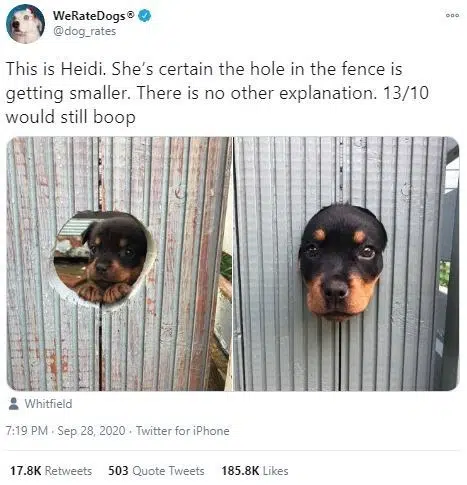 WeRateDogs®
@dog_rates
This is Heidi. She’s certain the hole in the fence is
getting smaller. There is no other explanation. 13/10
would still boop
Whitfield
7:19 PM · Sep 28, 2020 · Twitter for iPhone
17.8K Retweets 503 Quote Tweets 185.8K Likes